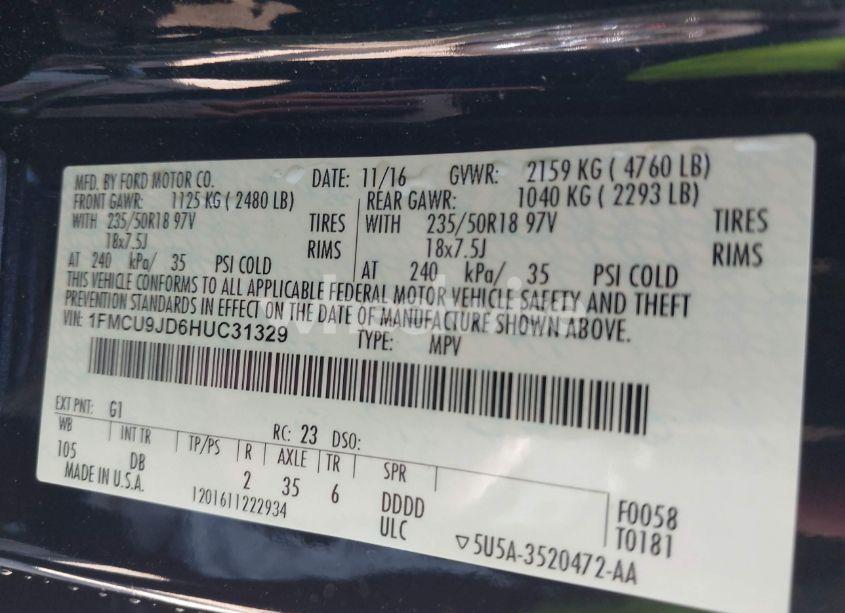 MFD. BY FORD MOTOR CO. DATE: 11/16 GVWR: 2159 KG ( 4760 LB)
FRONT GAWR: 1125 KG ( 2480 LB) REAR GAWR: 1040 KG ( 2293 LB)
WITH 235/50R18 97V TIRES WITH 235/50R18 97V TIRES
18x7.5J RIMS 18x7.5J RIMS
AT 240 kPa/ 35 PSI COLD AT 240 kPa/ 35 PSI COLD
THIS VEHICLE CONFORMS TO ALL APPLICABLE FEDERAL MOTOR VEHICLE SAFETY AND THEFT
PREVENTION STANDARDS IN EFFECT ON THE DATE OF MANUFACTURE SHOWN ABOVE.
VIN: 1FMCU9JD6HUC31329 TYPE: MPV
EXT PNT: G1 RC: 23 DSO:
WB INT TR TP/PS R AXLE TR SPR
105 DB 2 35 6 DDDD F0058
MADE IN U.S.A. 1201611222934 ULC T0181
▽5U5A-3520472-AA